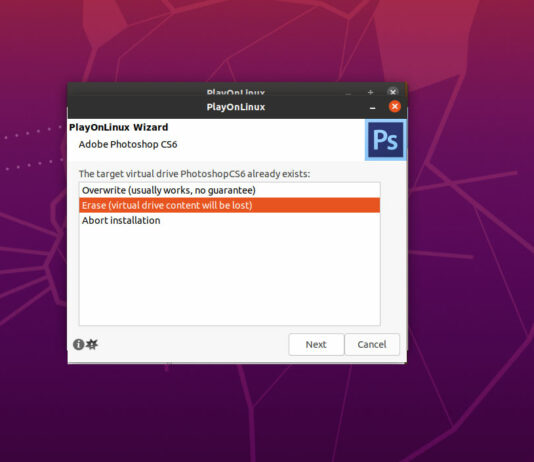 PlayOnLinux
PlayOnLinux
PlayOnLinux Wizard
Adobe Photoshop CS6
Ps
The target virtual drive PhotoshopCS6 already exists:
Overwrite (usually works, no guarantee)
Erase (virtual drive content will be lost)
Abort installation
Next
Cancel